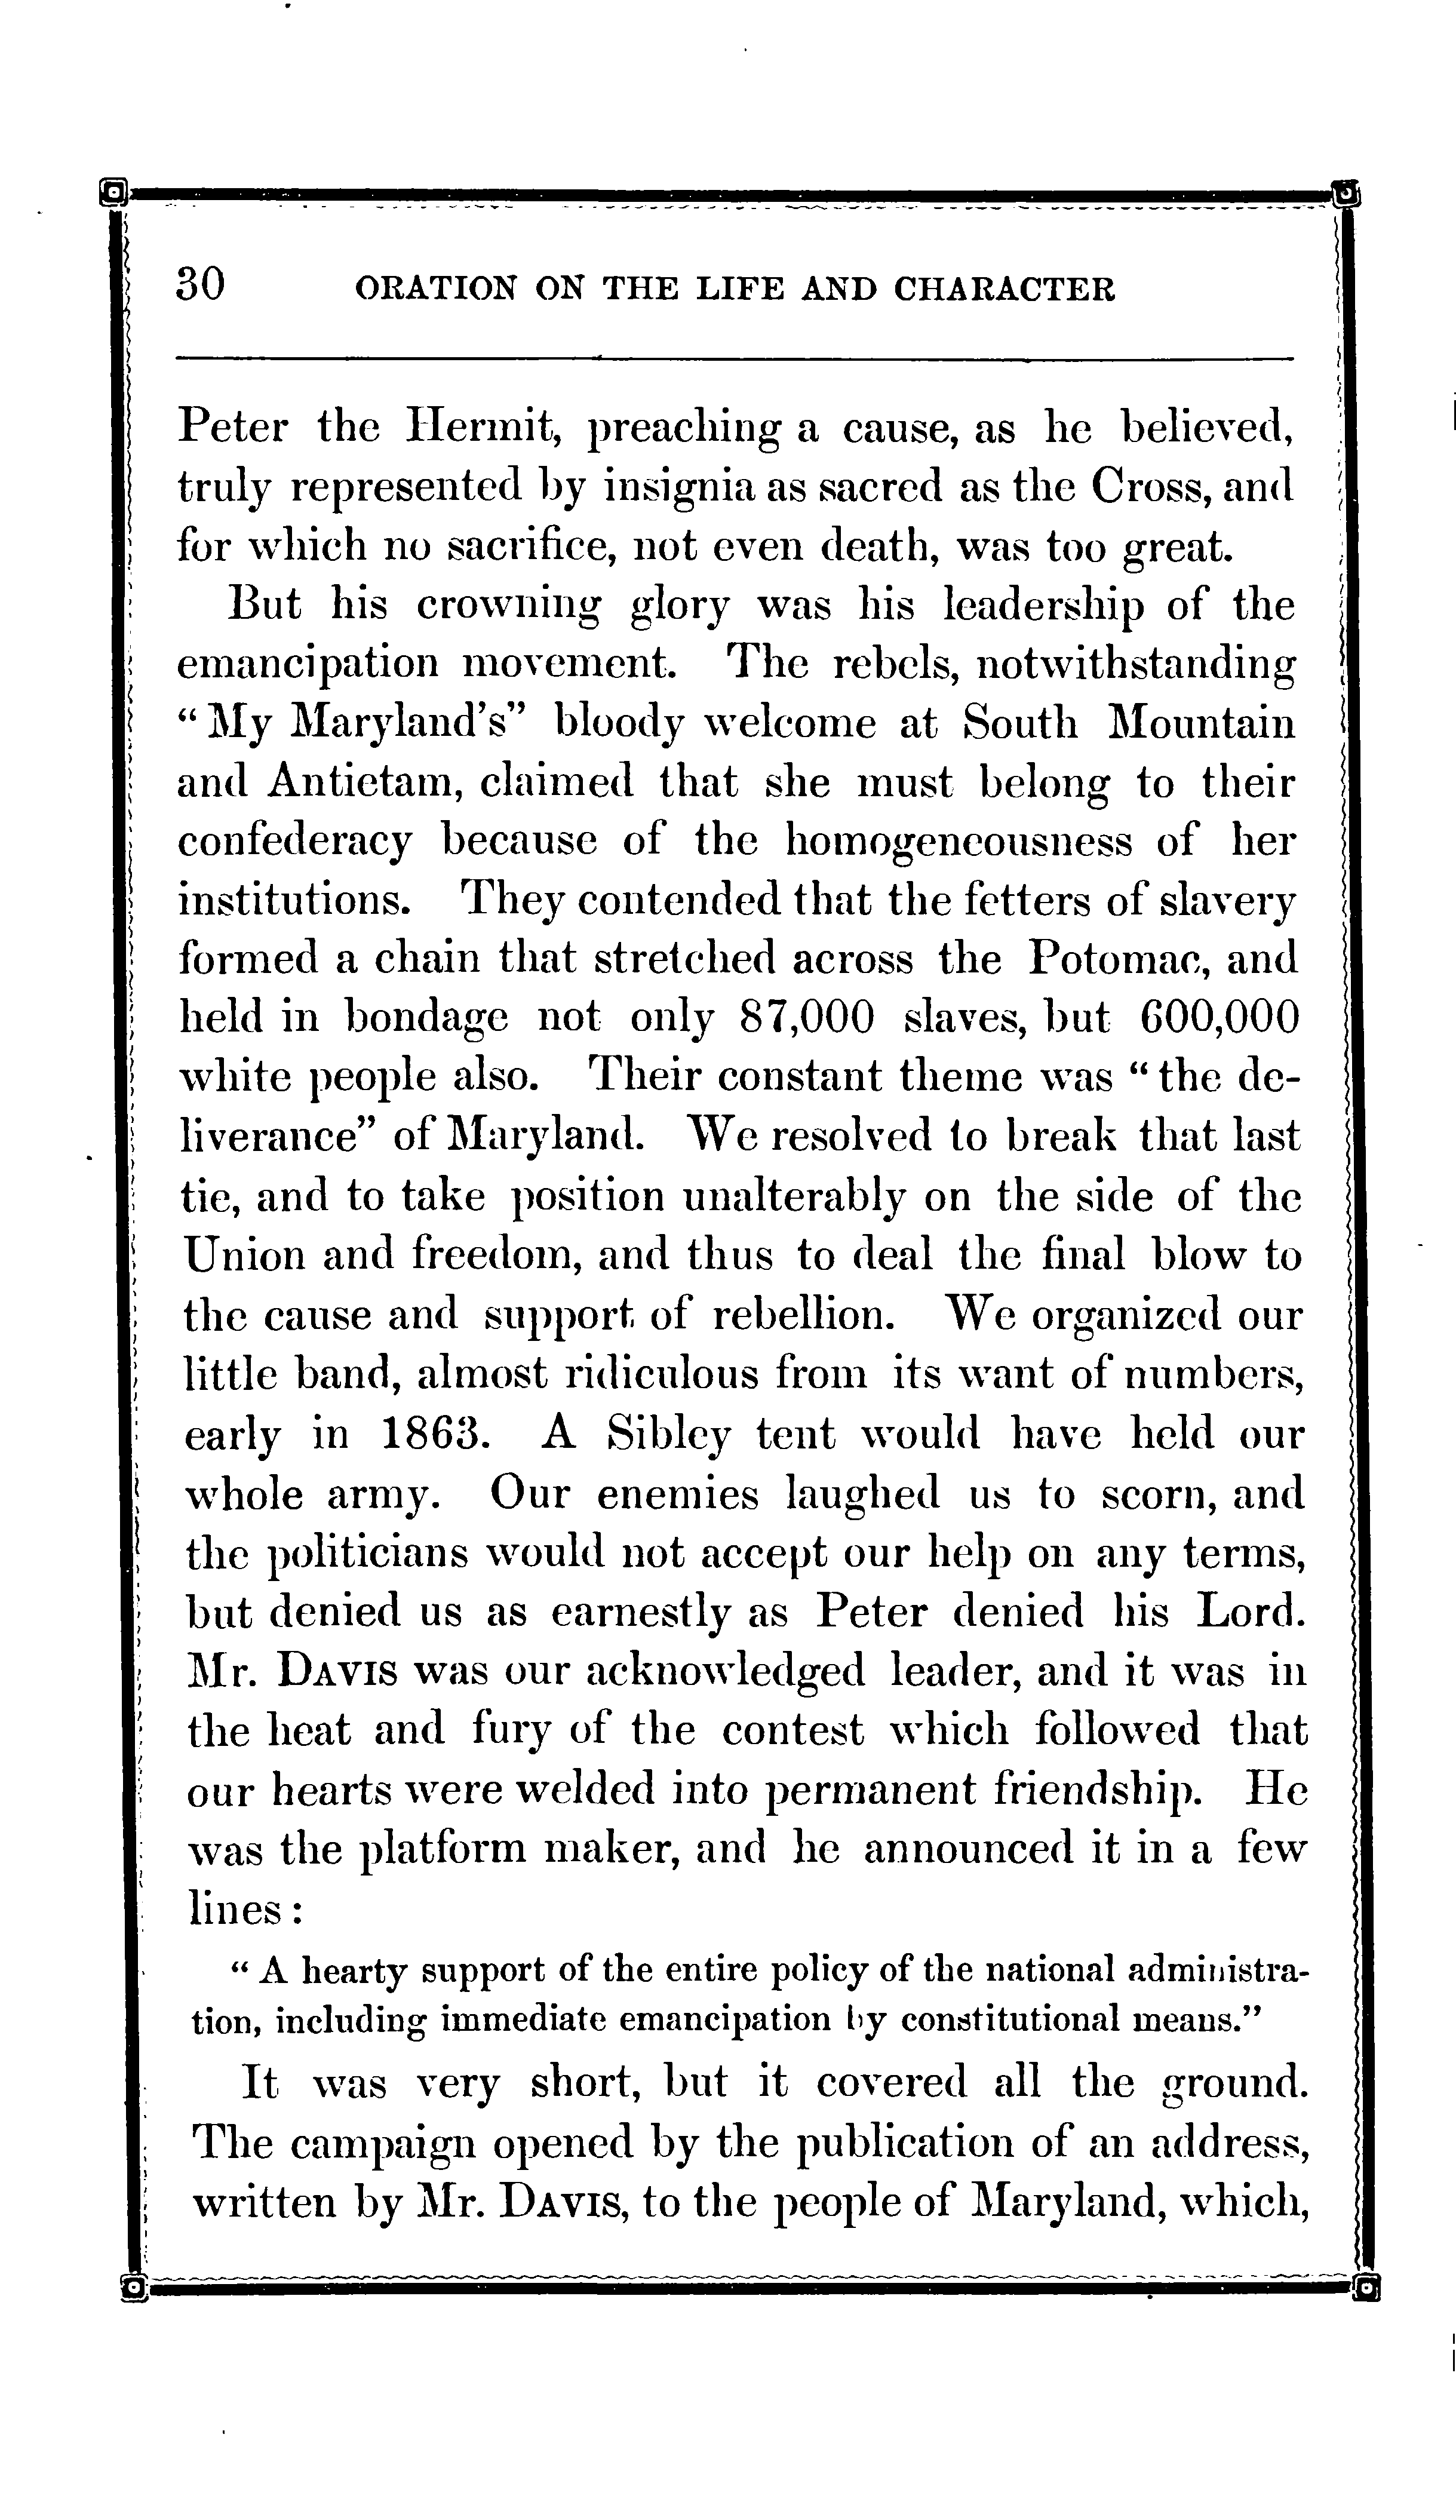 30 ORATION ON THE LIFE AND CHARACTER
Peter the Hermit, preaching a cause, as he believed,
truly represented by insignia as sacred as the Cross, and
for which no sacrifice, not even death, was too great.
But his crowning glory was his leadership of the
emancipation movement. The rebels, notwithstanding
"My Maryland's" bloody welcome at South Mountain
and Antietam, claimed that she must belong to their
confederacy because of the homogeneousness of her
institutions. They contended that the fetters of slavery
formed a chain that stretched across the Potomac, and
held in bondage not only 87,000 slaves, but 600,000
white people also. Their constant theme was "the de-
liverance" of Maryland. We resolved to break that last
tie, and to take position unalterably on the side of the
Union and freedom, and thus to deal the final blow to
the cause and support of rebellion. We organized our
little band, almost ridiculous from its want of numbers,
early in 1863. A Sibley tent would have held our
whole army. Our enemies laughed us to scorn, and
the politicians would not accept our help on any terms,
but denied us as earnestly as Peter denied his Lord.
Mr. DAVIS was our acknowledged leader, and it was in
the heat and fury of the contest which followed that
our hearts were welded into permanent friendship. He
was the platform maker, and he announced it in a few
lines:
"A hearty support of the entire policy of the national administra-
tion, including immediate emancipation by constitutional means."
It was very short, but it covered all the ground.
The campaign opened by the publication of an address,
written by Mr. DAVIS, to the people of Maryland, which,